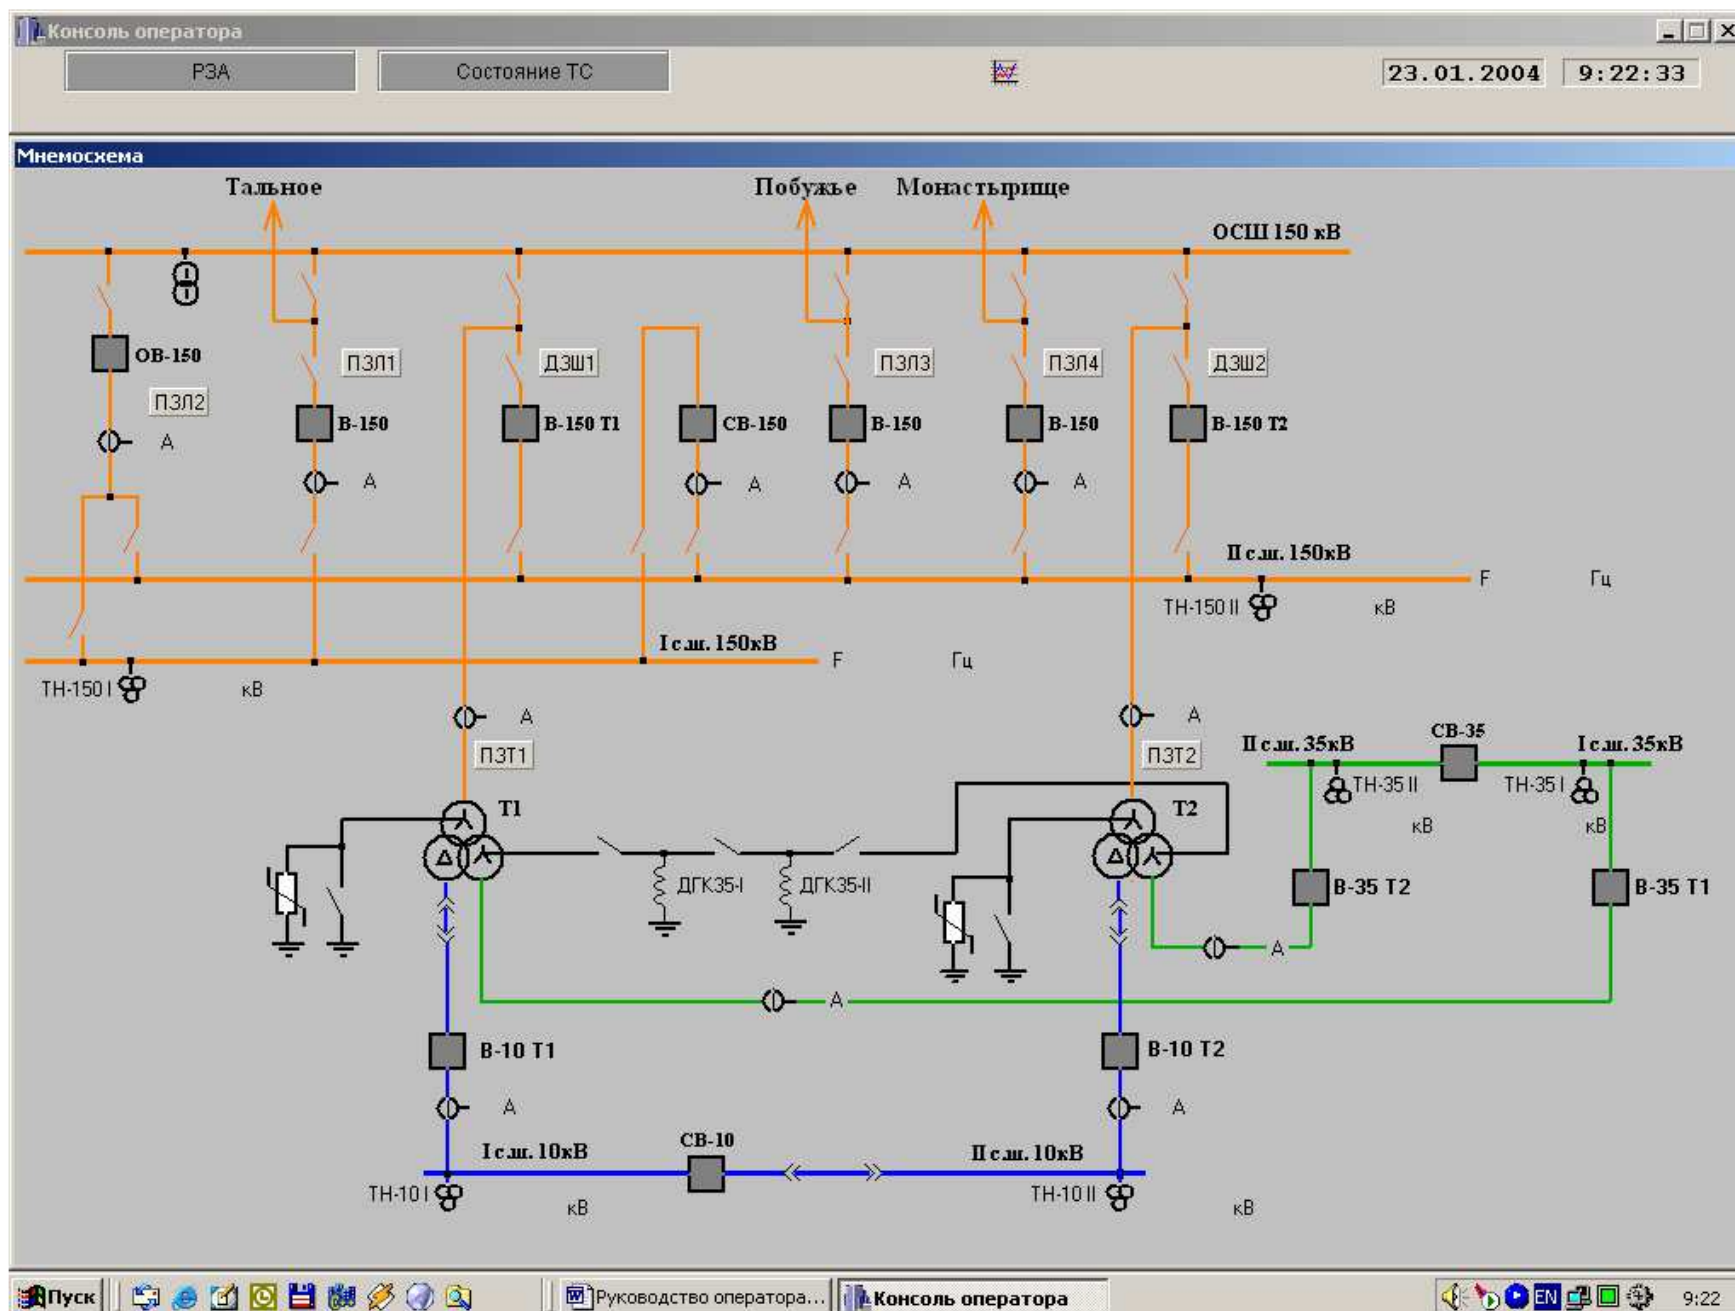 Консоль оператора
РЗА
Состояние ТС
23.01.2004
9:22:33
Мнемосхема
Тальное
Побужье
Монастырище
ОСШ 150 кВ
ОВ-150
ПЗЛ1
ДЗШ1
ПЗЛ3
ПЗЛ4
ДЗШ2
ПЗЛ2
В-150
В-150 Т1
СВ-150
В-150
В-150
В-150 Т2
А
А
А
А
А
II с.ш. 150кВ
F
Гц
ТН-150 II
кВ
I с.ш. 150кВ
F
Гц
ТН-150 I
кВ
А
А
ПЗТ1
ПЗТ2
СВ-35
II с.ш. 35кВ
I с.ш. 35кВ
ТН-35 II
ТН-35 I
кВ
кВ
Т1
Т2
ДГК35-I
ДГК35-II
В-35 Т2
В-35 Т1
А
А
В-10 Т1
В-10 Т2
А
А
I с.ш. 10кВ
СВ-10
II с.ш. 10кВ
ТН-10 I
кВ
ТН-10 II
кВ
Пуск
Руководство оператора...
Консоль оператора
EN
9:22